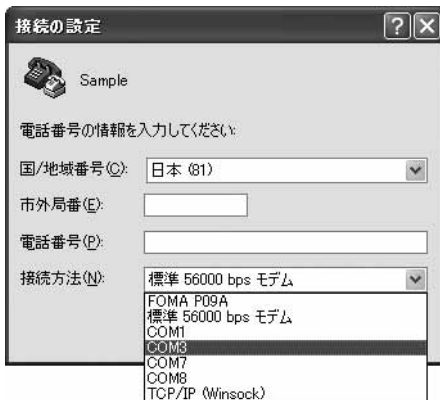 接続の設定
Sample
電話番号の情報を入力してください:
国/地域番号(C): 日本 (81)
市外局番(E):
電話番号(P):
接続方法(N): 標準 56000 bps モデム
FOMA P09A
標準 56000 bps モデム
COM1
COM3
COM7
COM8
TCP/IP (Winsock)